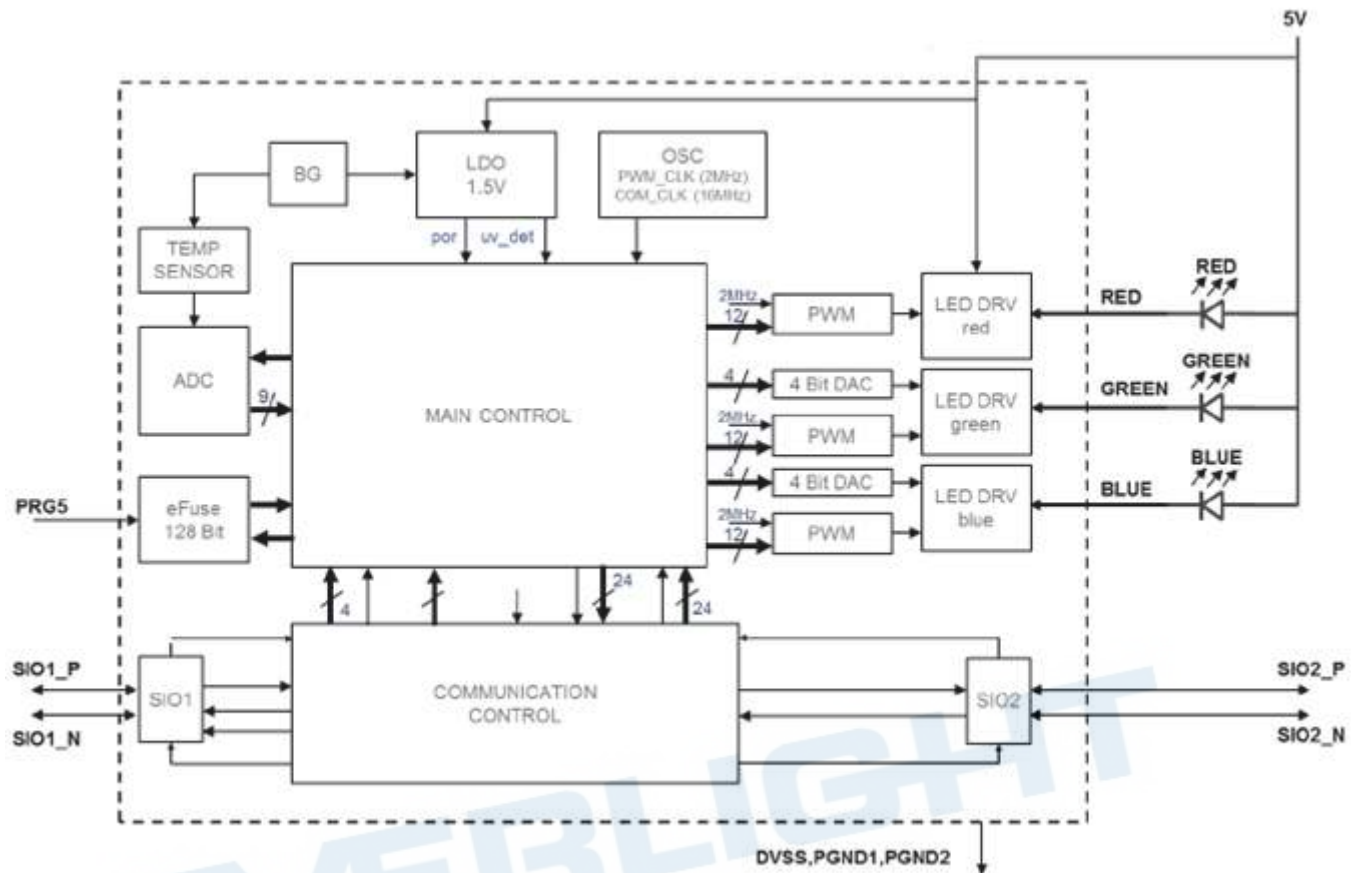 5V
BG
LDO
1.5V
OSC
PWM_CLK (2MHz)
COM_CLK (16MHz)
por
uv_det
TEMP
SENSOR
ADC
9
MAIN CONTROL
2MHz
12
PWM
LED DRV
red
RED
RED
4
4 Bit DAC
2MHz
12
PWM
LED DRV
green
GREEN
GREEN
4
4 Bit DAC
2MHz
12
PWM
LED DRV
blue
BLUE
BLUE
PRG5
eFuse
128 Bit
4
24
24
SIO1_P
SIO1_N
SIO1
COMMUNICATION
CONTROL
SIO2
SIO2_P
SIO2_N
DVSS,PGND1,PGND2
VERLIGHT